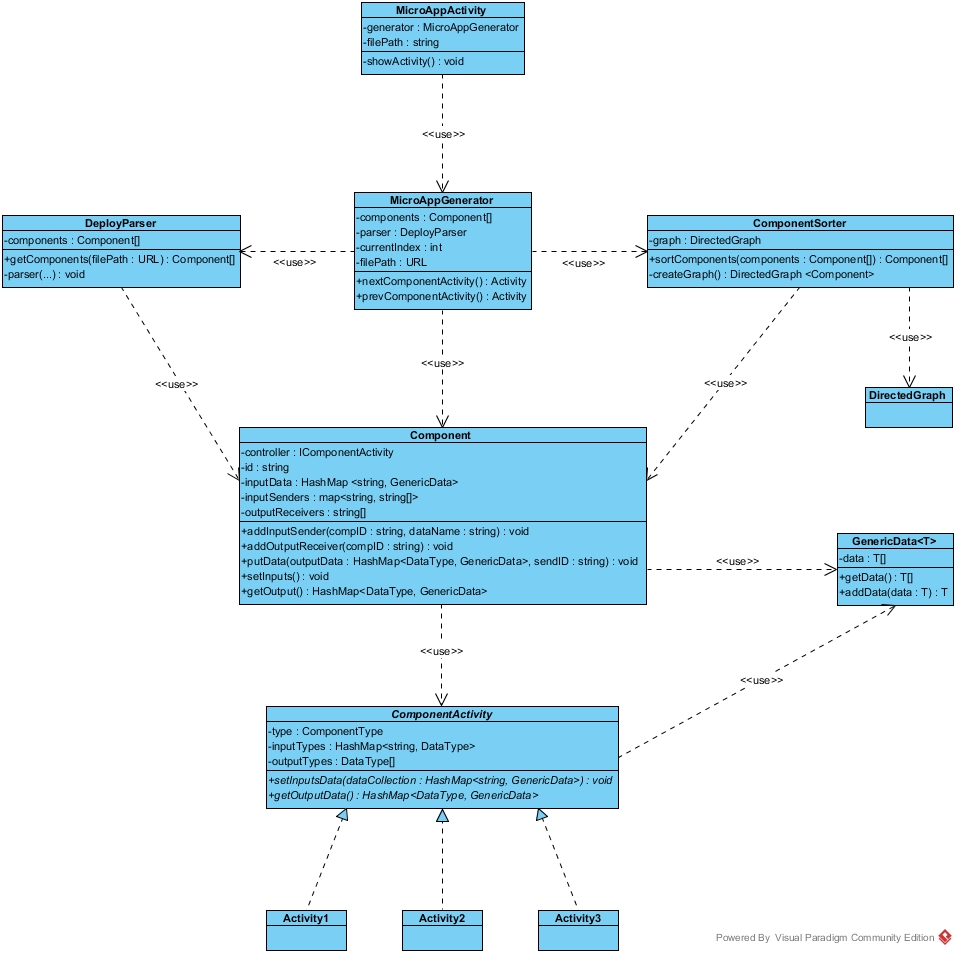 MicroAppActivity
-generator : MicroAppGenerator
-filePath : string
-showActivity() : void
<<use>>
MicroAppGenerator
-components : Component[]
-parser : DeployParser
-currentIndex : int
-filePath : URL
+nextComponentActivity() : Activity
+prevComponentActivity() : Activity
DeployParser
-components : Component[]
+getComponents(filePath : URL) : Component[]
-parser(...) : void
<<use>>
ComponentSorter
-graph : DirectedGraph
+sortComponents(components : Component[]) : Component[]
-createGraph() : DirectedGraph <Component>
<<use>>
<<use>>
<<use>>
<<use>>
<<use>>
DirectedGraph
Component
-controller : IComponentActivity
-id : string
-inputData : HashMap <string, GenericData>
-inputSenders : map<string, string[]>
-outputReceivers : string[]
+addInputSender(compID : string, dataName : string) : void
+addOutputReceiver(compID : string) : void
+putData(outputData : HashMap<DataType, GenericData>, sendID : string) : void
+setInputs() : void
+getOutput() : HashMap<DataType, GenericData>
<<use>>
GenericData<T>
-data : T[]
+getData() : T[]
+addData(data : T) : T
<<use>>
<<use>>
ComponentActivity
-type : ComponentType
-inputTypes : HashMap<string, DataType>
-outputTypes : DataType[]
+setInputsData(dataCollection : HashMap<string, GenericData>) : void
+getOutputData() : HashMap<DataType, GenericData>
Activity1
Activity2
Activity3
Powered By Visual Paradigm Community Edition